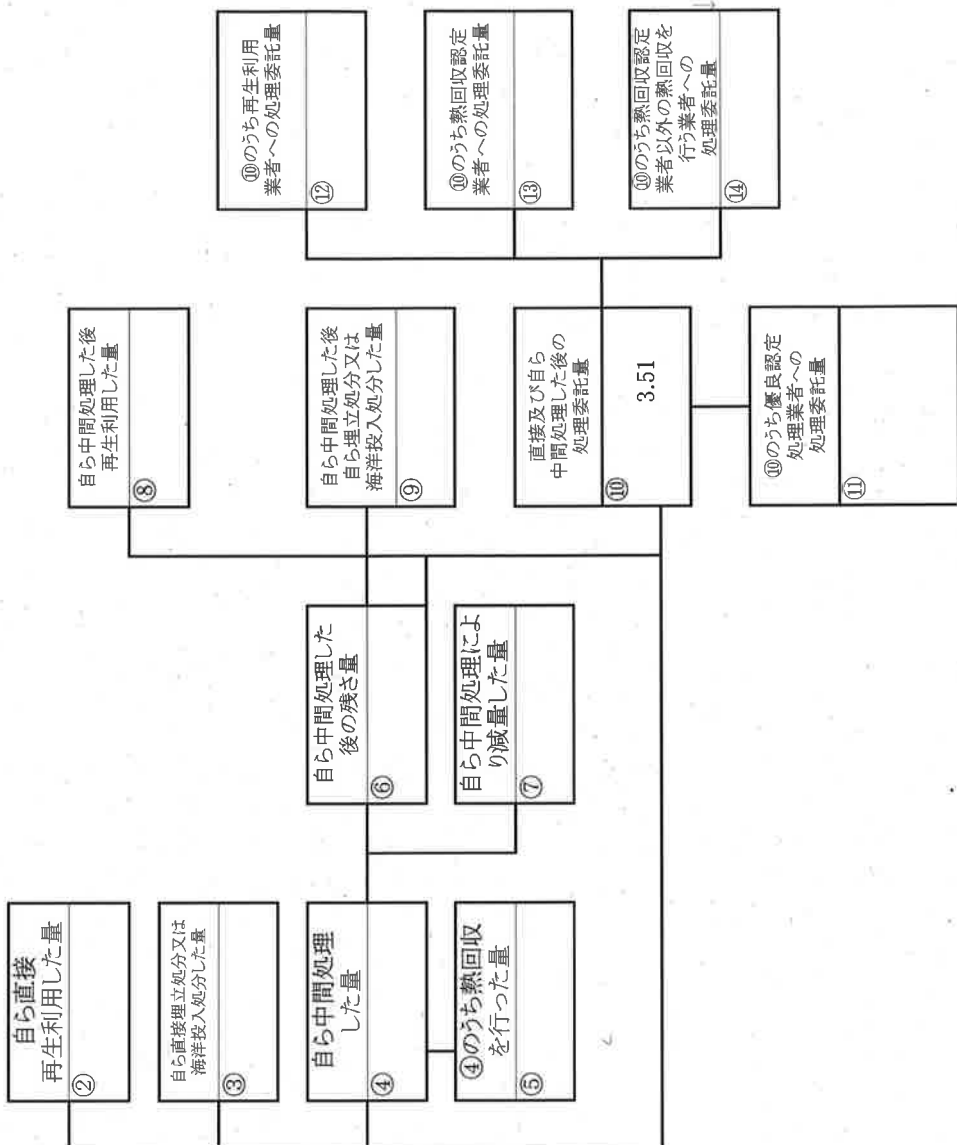 自ら直接
再生利用した量
②
自ら直接埋立処分又は
海洋投入処分した量
③
自ら中間処理
した量
④
④のうち熱回収
を行った量
⑤
自ら中間処理した
後の残さ量
⑥
自ら中間処理によ
り減量した量
⑦
自ら中間処理した後
再生利用した量
⑧
自ら中間処理した後
自ら埋立処分又は
海洋投入処分した量
⑨
直接及び自ら
中間処理した後の
処理委託量
⑩
3.51
⑩のうち優良認定
処理業者への
処理委託量
⑪
⑩のうち再生利用
業者への処理委託量
⑫
⑩のうち熱回収認定
業者への処理委託量
⑬
⑩のうち熱回収認定
業者以外の熱回収を
行う業者への
処理委託量
⑭